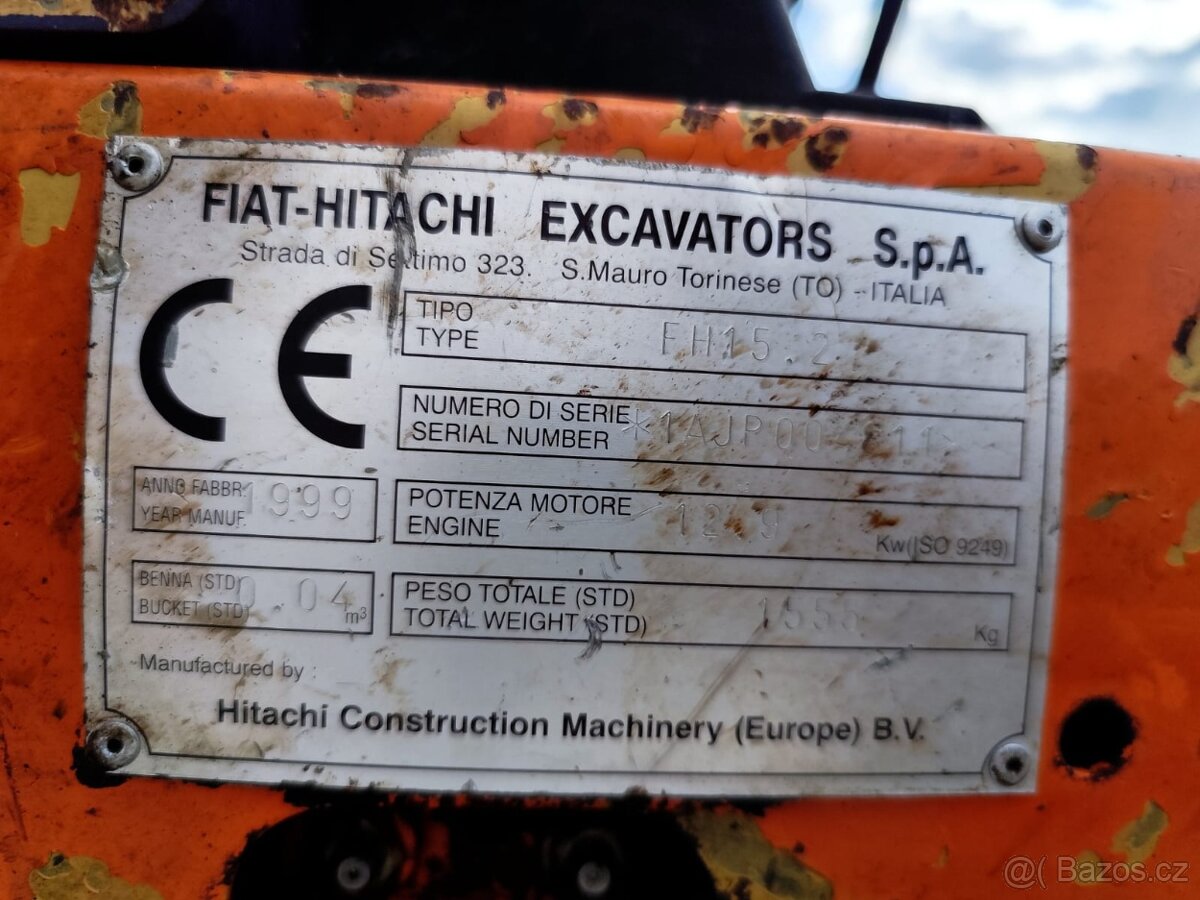 FIAT-HITACHI EXCAVATORS S.p.A.
Strada di Settimo 323. S.Mauro Torinese (TO) - ITALIA
CE
TIPO
TYPE FH15.2
NUMERO DI SERIE
SERIAL NUMBER
ANNO FABBR.
YEAR MANUF. 1999
POTENZA MOTORE
ENGINE 12.9 Kw(ISO 9249)
BENNA (STD)
BUCKET (STD) 0.04 m³
PESO TOTALE (STD)
TOTAL WEIGHT (STD) Kg
Manufactured by :
Hitachi Construction Machinery (Europe) B.V.
@( Bazos.cz